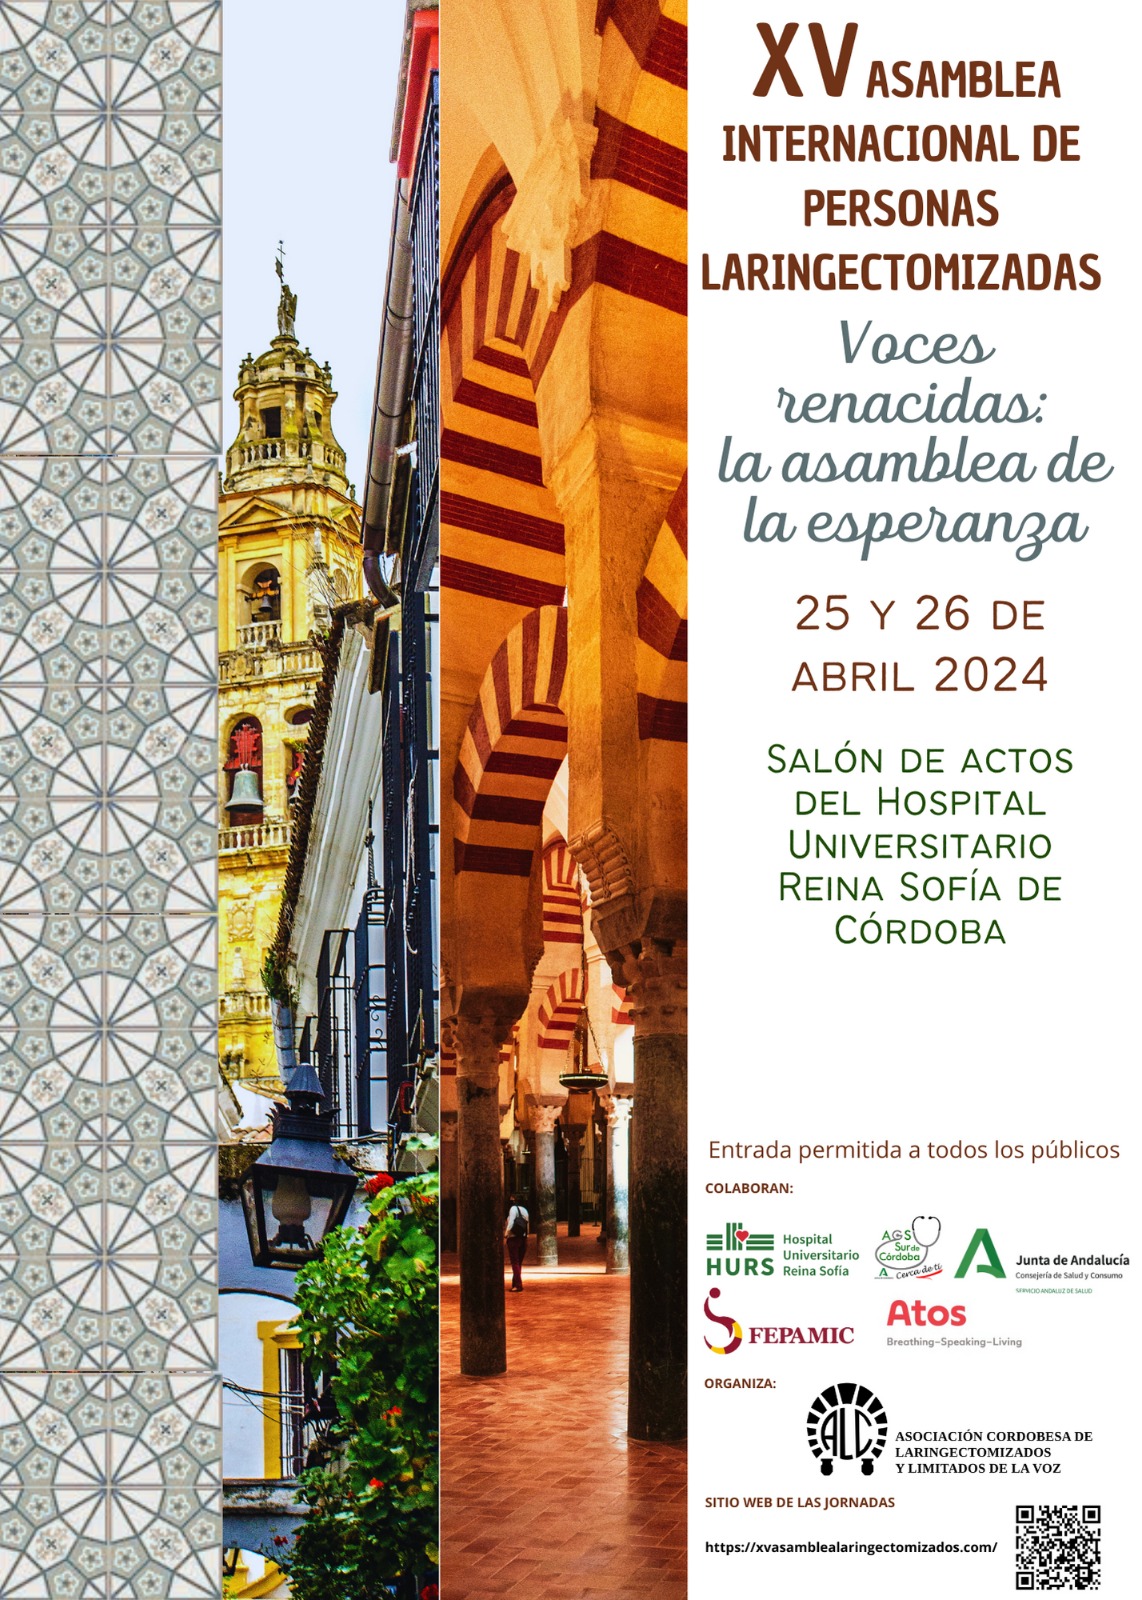 XV ASAMBLEA
INTERNACIONAL DE
PERSONAS
LARINGECTOMIZADAS
Voces
renacidas:
la asamblea de
la esperanza
25 Y 26 DE
ABRIL 2024
SALÓN DE ACTOS
DEL HOSPITAL
UNIVERSITARIO
REINA SOFÍA DE
CÓRDOBA
Entrada permitida a todos los públicos
COLABORAN:
HURS
Hospital
Universitario
Reina Sofía
AGS
Sur de
Córdoba
Cerca de ti
Junta de Andalucía
Consejería de Salud y Consumo
SERVICIO ANDALUZ DE SALUD
FEPAMIC
Atos
Breathing–Speaking–Living
ORGANIZA:
ALC
ASOCIACIÓN CORDOBESA DE
LARINGECTOMIZADOS
Y LIMITADOS DE LA VOZ
SITIO WEB DE LAS JORNADAS
https://xvasamblealaringectomizados.com/